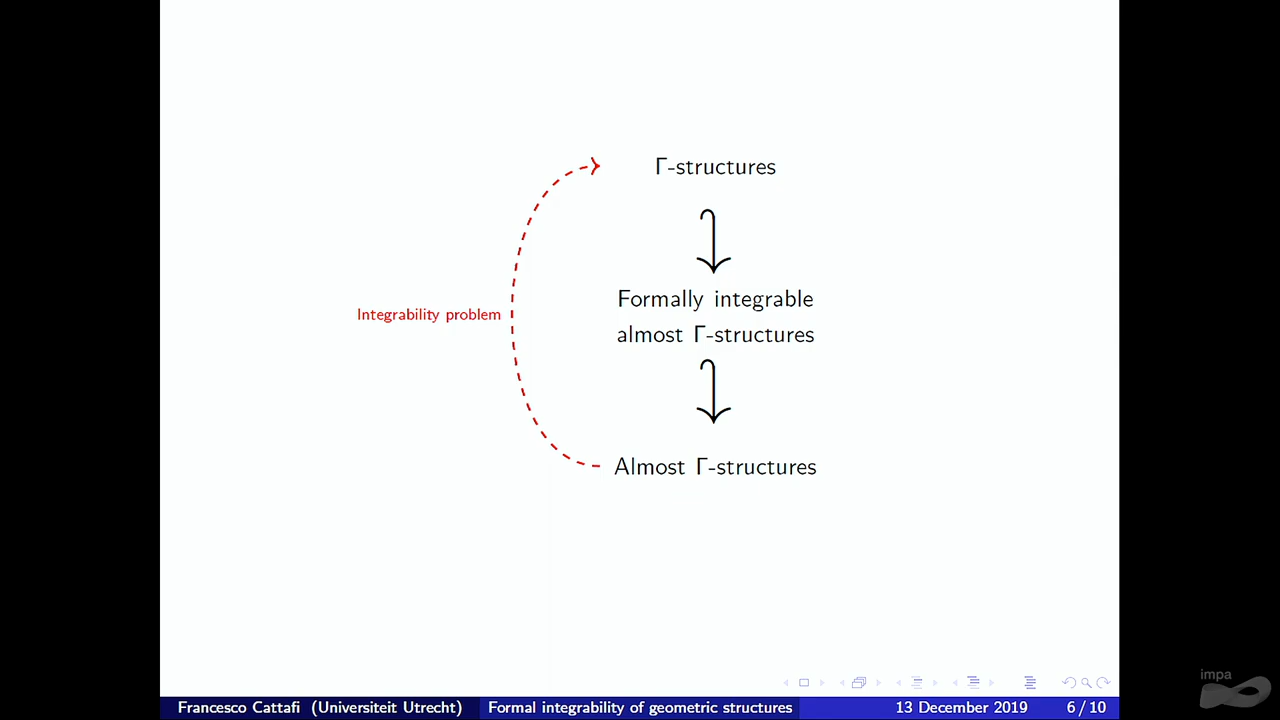 Γ-structures
Formally integrable
almost Γ-structures
Integrability problem
Almost Γ-structures
impa
Francesco Cattafi (Universiteit Utrecht)
Formal integrability of geometric structures
13 December 2019
6 / 10